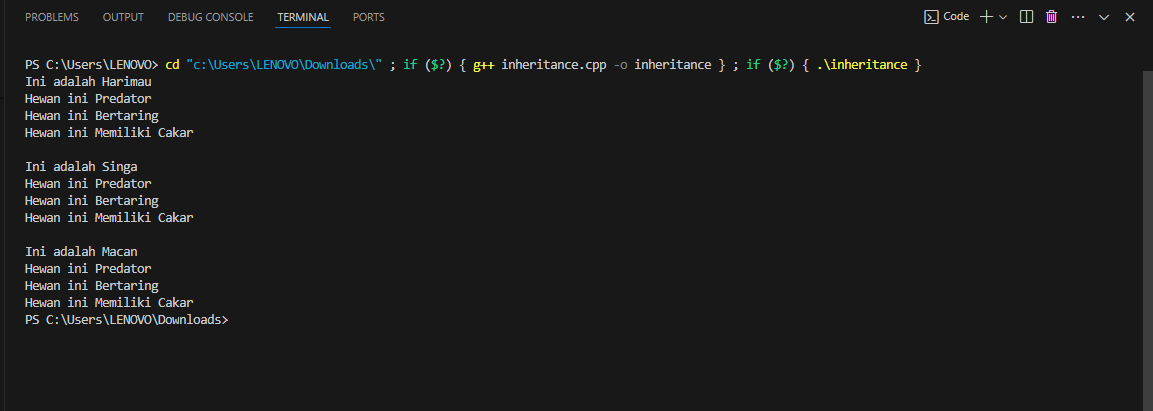 PROBLEMS OUTPUT DEBUG CONSOLE TERMINAL PORTS Code
PS C:\Users\LENOVO> cd "c:\Users\LENOVO\Downloads\" ; if ($?) { g++ inheritance.cpp -o inheritance } ; if ($?) { .\inheritance }
Ini adalah Harimau
Hewan ini Predator
Hewan ini Bertaring
Hewan ini Memiliki Cakar
Ini adalah Singa
Hewan ini Predator
Hewan ini Bertaring
Hewan ini Memiliki Cakar
Ini adalah Macan
Hewan ini Predator
Hewan ini Bertaring
Hewan ini Memiliki Cakar
PS C:\Users\LENOVO\Downloads>